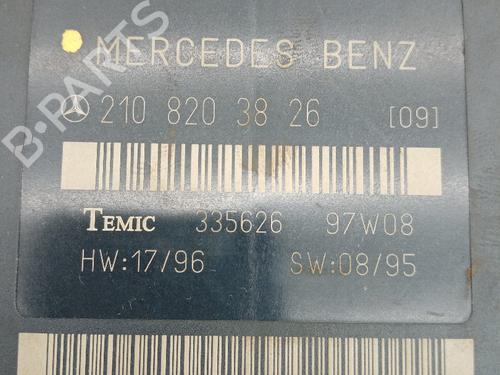 MERCEDES BENZ
210 820 38 26 [09]
TEMIC 335626 97W08
HW:17/96 SW:08/95
B-PARTS